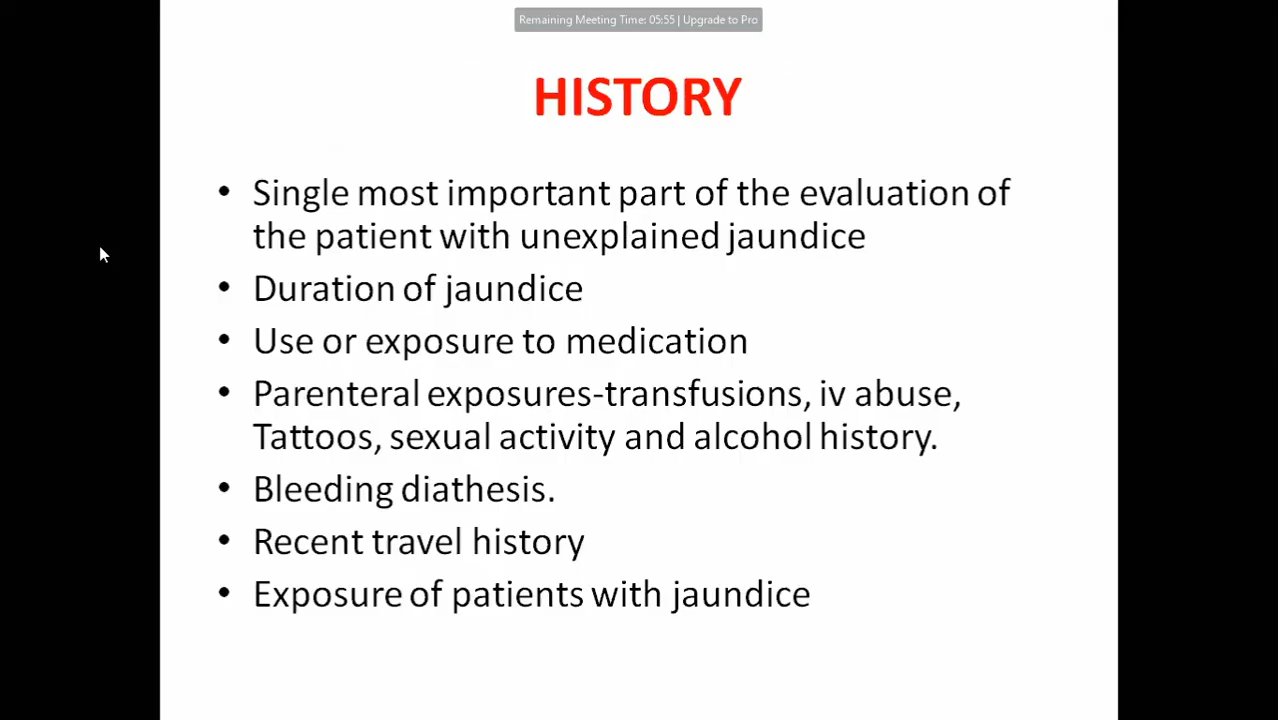 Remaining Meeting Time: 05:55 | Upgrade to Pro
HISTORY
• Single most important part of the evaluation of
the patient with unexplained jaundice
• Duration of jaundice
• Use or exposure to medication
• Parenteral exposures-transfusions, iv abuse,
Tattoos, sexual activity and alcohol history.
• Bleeding diathesis.
• Recent travel history
• Exposure of patients with jaundice